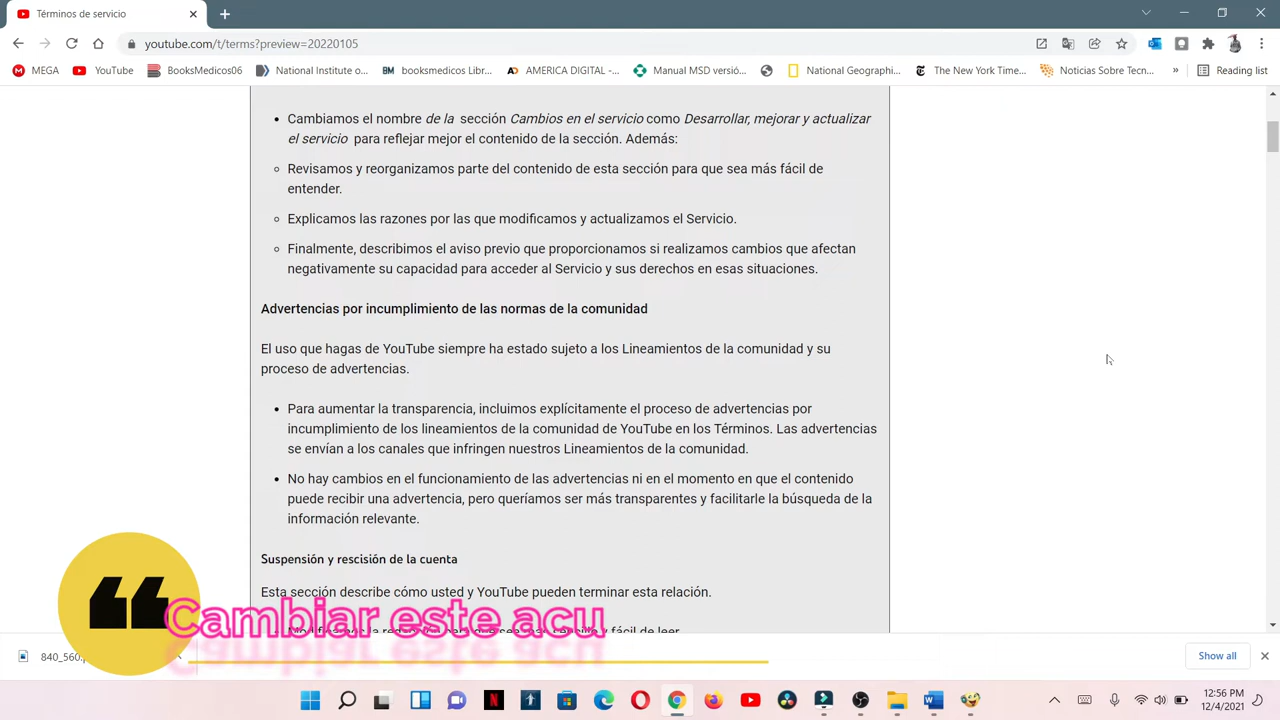 Términos de servicio
youtube.com/t/terms?preview=20220105
MEGA
YouTube
BooksMedicos06
National Institute o...
booksmedicos Libr...
AMERICA DIGITAL -...
Manual MSD versió...
National Geographi...
The New York Time...
Noticias Sobre Tecn...
»
Reading list
• Cambiamos el nombre de la sección Cambios en el servicio como Desarrollar, mejorar y actualizar
el servicio para reflejar mejor el contenido de la sección. Además:
Revisamos y reorganizamos parte del contenido de esta sección para que sea más fácil de
entender.
Explicamos las razones por las que modificamos y actualizamos el Servicio.
Finalmente, describimos el aviso previo que proporcionamos si realizamos cambios que afectan
negativamente su capacidad para acceder al Servicio y sus derechos en esas situaciones.
Advertencias por incumplimiento de las normas de la comunidad
El uso que hagas de YouTube siempre ha estado sujeto a los Lineamientos de la comunidad y su
proceso de advertencias.
• Para aumentar la transparencia, incluimos explícitamente el proceso de advertencias por
incumplimiento de los lineamientos de la comunidad de YouTube en los Términos. Las advertencias
se envían a los canales que infringen nuestros Lineamientos de la comunidad.
• No hay cambios en el funcionamiento de las advertencias ni en el momento en que el contenido
puede recibir una advertencia, pero queríamos ser más transparentes y facilitarle la búsqueda de la
información relevante.
Suspensión y rescisión de la cuenta
Esta sección describe cómo usted y YouTube pueden terminar esta relación.
“
Cambiar este acu
la para que sea más sencillo y fácil de leer.
840_560.
Show all
12:56 PM
12/4/2021